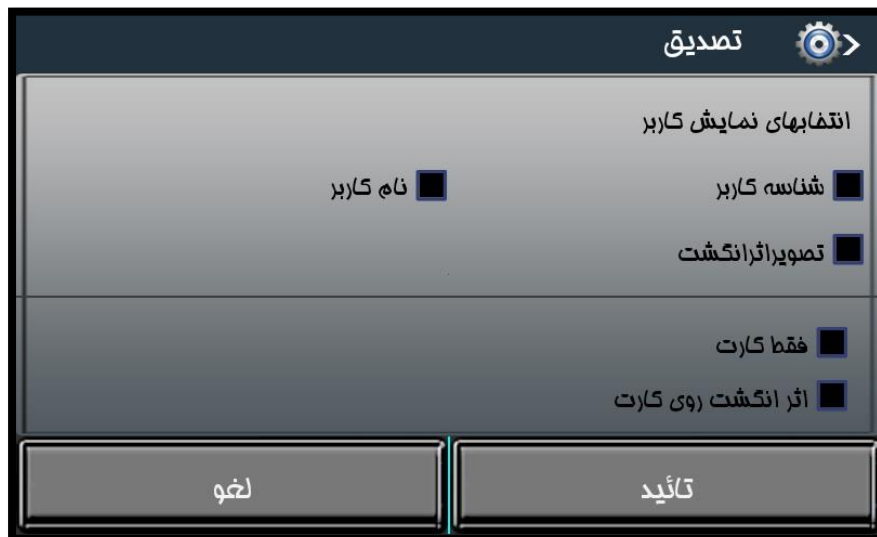 تصدیق
انتخابهای نمایش کاربر
شناسه کاربر
نام کاربر
تصویراثرانگشت
فقط کارت
اثر انگشت روی کارت
تائید
لغو